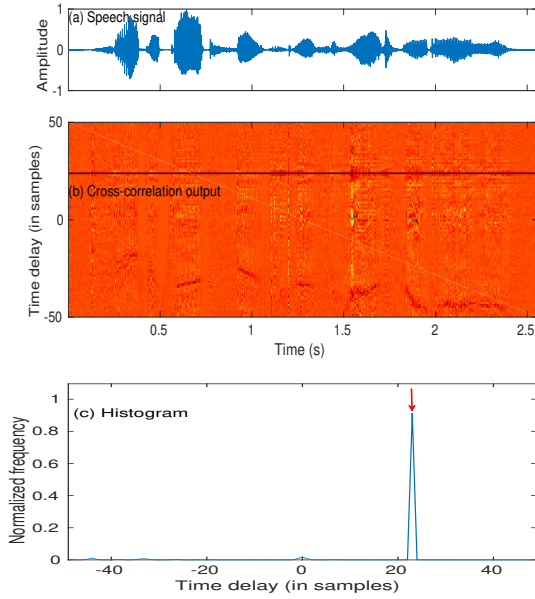 (a) Speech signal
1
0
-1
Amplitude
50
0
-50
Time delay (in samples)
(b) Cross-correlation output
0.5 1 1.5 2 2.5
Time (s)
(c) Histogram
1
0.8
0.6
0.4
0.2
0
Normalized frequency
-40 -20 0 20 40
Time delay (in samples)